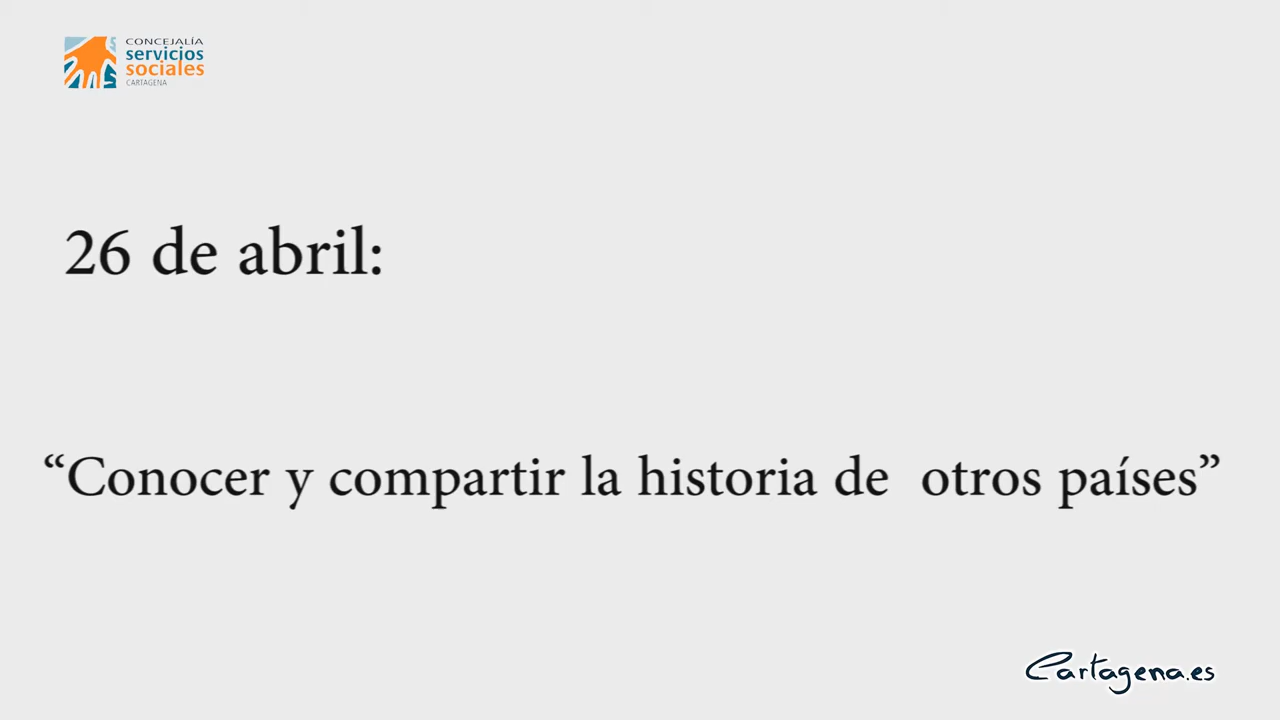 CONCEJALÍA
servicios
sociales
CARTAGENA
26 de abril:
“Conocer y compartir la historia de otros países”
Cartagena.es